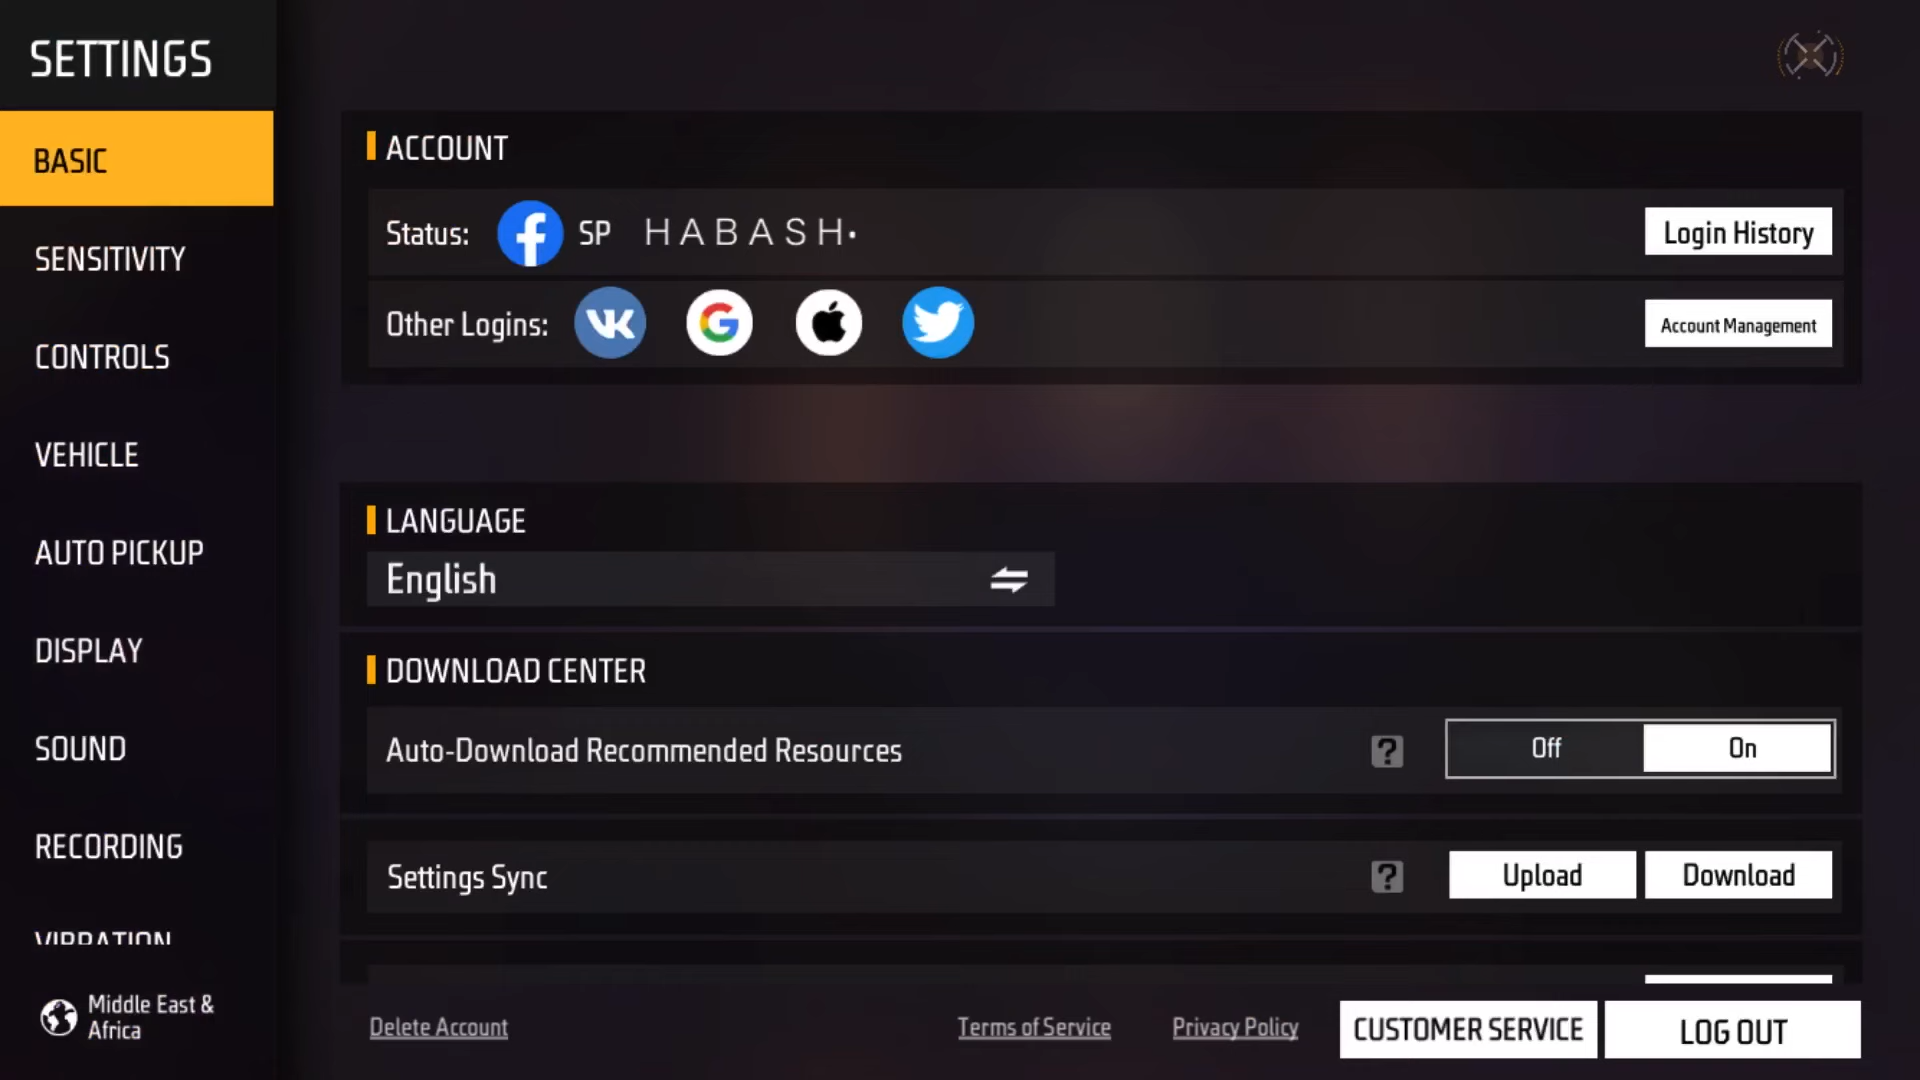 SETTINGS
BASIC
SENSITIVITY
CONTROLS
VEHICLE
AUTO PICKUP
DISPLAY
SOUND
RECORDING
VIBRATION
Middle East &
Africa
ACCOUNT
Status: SP HABASH.
Login History
Other Logins:
Account Management
LANGUAGE
English
DOWNLOAD CENTER
Auto-Download Recommended Resources ? Off On
Settings Sync ? Upload Download
Delete Account Terms of Service Privacy Policy CUSTOMER SERVICE LOG OUT